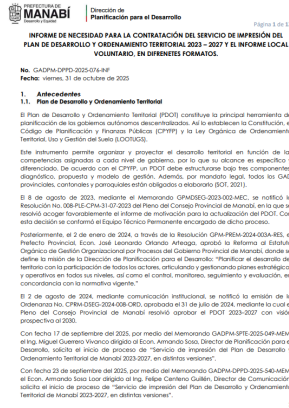 PREFECTURA DE
MANABÍ
Dirección de
Planificación para el Desarrollo
Página 1 de 1
INFORME DE NECESIDAD PARA LA CONTRATACIÓN DEL SERVICIO DE IMPRESIÓN DEL
PLAN DE DESARROLLO Y ORDENAMIENTO TERRITORIAL 2023 – 2027 Y EL INFORME LOCAL
VOLUNTARIO, EN DIFRENETES FORMATOS.
No. GADPM-DPPD-2025-076-INF
Fecha: viernes, 31 de octubre de 2025
1. Antecedentes
1.1. Plan de Desarrollo y Ordenamiento Territorial
El Plan de Desarrollo y Ordenamiento Territorial (PDOT) constituye la principal herramienta de
planificación de los gobiernos autónomos descentralizados. Así lo establecen la Constitución, el
Código de Planificación y Finanzas Públicas (CPYFP) y la Ley Orgánica de Ordenamiento
Territorial, Uso y Gestión del Suelo (LOOTUGS).
Este instrumento permite organizar y proyectar el desarrollo territorial en función de las
competencias asignadas a cada nivel de gobierno, por lo que su alcance es específico y
diferenciado. De acuerdo con el CPYFP, un PDOT debe estructurarse bajo tres componentes
diagnóstico, propuesta y modelo de gestión. Además, por mandato legal, todos los GAD
provinciales, cantonales y parroquiales están obligados a elaborarlo (SOT, 2021).
El 8 de agosto de 2023, mediante el Memorando GPMDSEG-2023-002-MEC, se notificó la
Resolución No. 008-PLE-CPM-31-07-2023 del Pleno del Consejo Provincial de Manabí, en la que se
resolvió acoger favorablemente el informe de motivación para la actualización del PDOT. Con
esta decisión se conformó el Equipo Técnico Permanente encargado de dicho proceso.
Posteriormente, el 2 de enero de 2024, a través de la Resolución GPM-PREM-2024-003A-RES, el
Prefecto Provincial, Econ. José Leonardo Orlando Arteaga, aprobó la Reforma al Estatuto
Orgánico de Gestión Organizacional por Procesos del Gobierno Provincial de Manabí, donde se
define la misión de la Dirección de Planificación para el Desarrollo: "Planificar el desarrollo del
territorio con la participación de todos los actores, articulando y gestionando planes estratégicos
y operativos en todos sus niveles, así como el control, monitoreo, seguimiento y evaluación, en
concordancia con la normativa vigente."
El 2 de agosto de 2024, mediante comunicación institucional, se notificó la emisión de la
Ordenanza No. CPRM-DSEG-2024-008-ORD, aprobada el 31 de julio de 2024, mediante la cual el
Pleno del Consejo Provincial de Manabí resolvió aprobar el PDOT 2023–2027 con visión
prospectiva al 2030.
Con fecha 17 de septiembre del 2025, por medio del Memorando GADPM-SPTE-2025-049-MEM
el Ing. Miguel Guerrero Vivanco dirigido al Econ. Armando Sosa, Director de Planificación para el
Desarrollo, solicita el inicio de proceso de "Servicio de impresión del Plan de Desarrollo y
Ordenamiento Territorial de Manabí 2023-2027, en distintas versiones".
Con fecha 23 de septiembre del 2025, por medio del Memorando GADPM-DPPD-2025-540-MEM
el Econ. Armando Sosa Loor dirigido al Ing. Felipe Centeno Guillén, Director de Comunicación
solicita el inicio de proceso de "Servicio de impresión del Plan de Desarrollo y Ordenamiento
Territorial de Manabí 2023-2027, en distintas versiones".